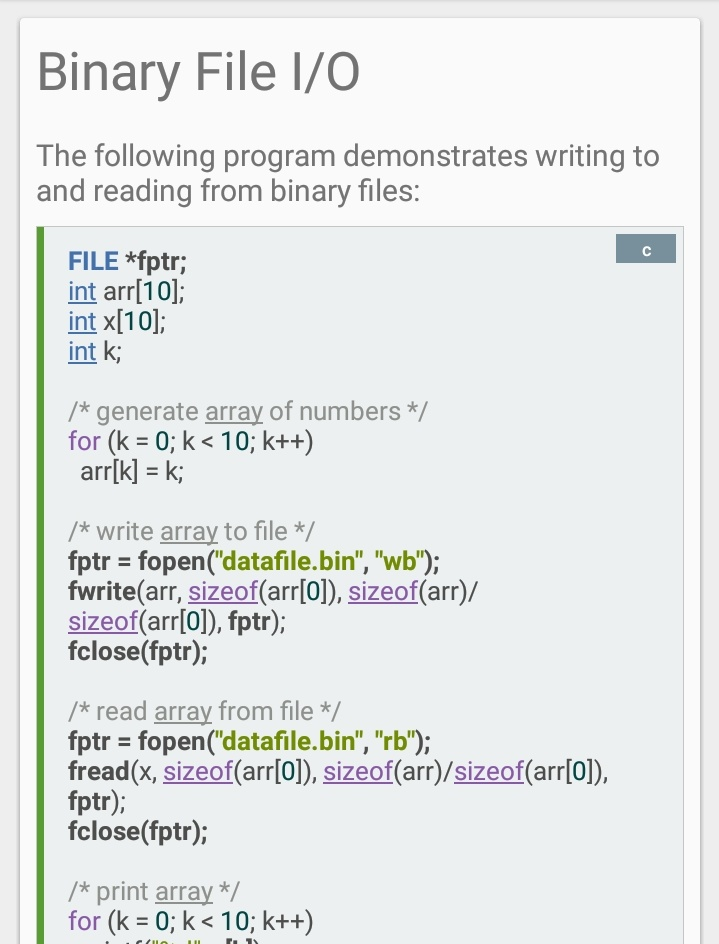 Binary File I/O
The following program demonstrates writing to
and reading from binary files:
c
FILE *fptr;
int arr[10];
int x[10];
int k;
/* generate array of numbers */
for (k = 0; k < 10; k++)
arr[k] = k;
/* write array to file */
fptr = fopen("datafile.bin", "wb");
fwrite(arr, sizeof(arr[0]), sizeof(arr)/
sizeof(arr[0]), fptr);
fclose(fptr);
/* read array from file */
fptr = fopen("datafile.bin", "rb");
fread(x, sizeof(arr[0]), sizeof(arr)/sizeof(arr[0]),
fptr);
fclose(fptr);
/* print array */
for (k = 0; k < 10; k++)